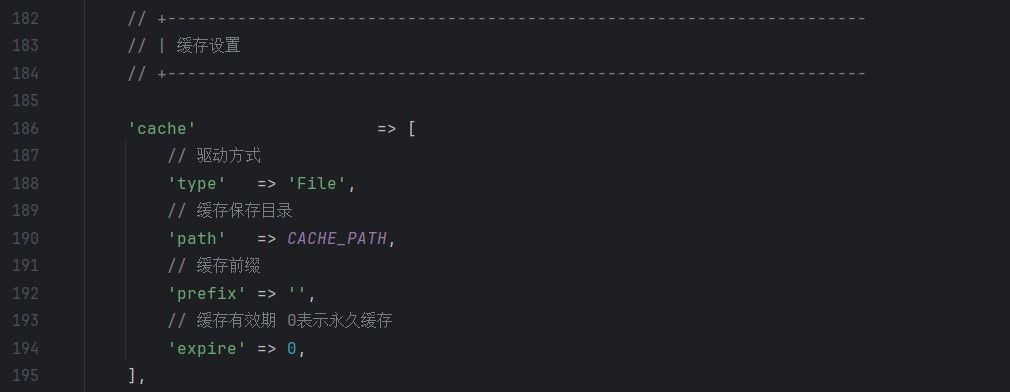 182 // +----------------------------------------------------------------------
183 // | 缓存设置
184 // +----------------------------------------------------------------------
185
186 'cache' => [
187 // 驱动方式
188 'type' => 'File',
189 // 缓存保存目录
190 'path' => CACHE_PATH,
191 // 缓存前缀
192 'prefix' => '',
193 // 缓存有效期 0表示永久缓存
194 'expire' => 0,
195 ],